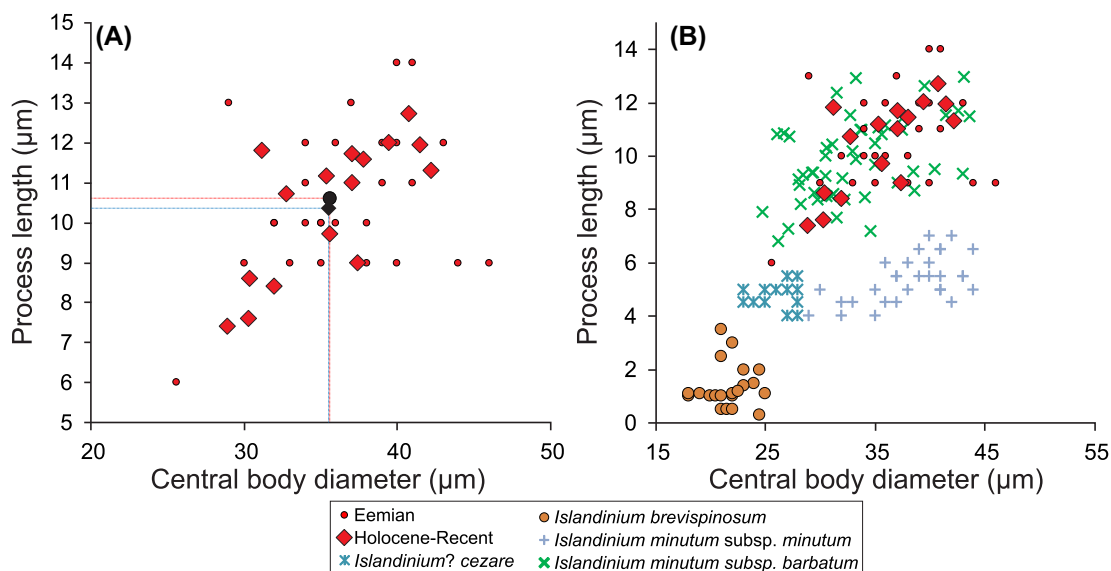 (A)
15
14
13
12
11
10
9
8
7
6
5
Process length (µm)
20 30 40 50
Central body diameter (µm)
(B)
14
12
10
8
6
4
2
0
Process length (µm)
15 25 35 45 55
Central body diameter (µm)
Eemian
Holocene-Recent
Islandinium? cezare
Islandinium brevispinosum
Islandinium minutum subsp. minutum
Islandinium minutum subsp. barbatum